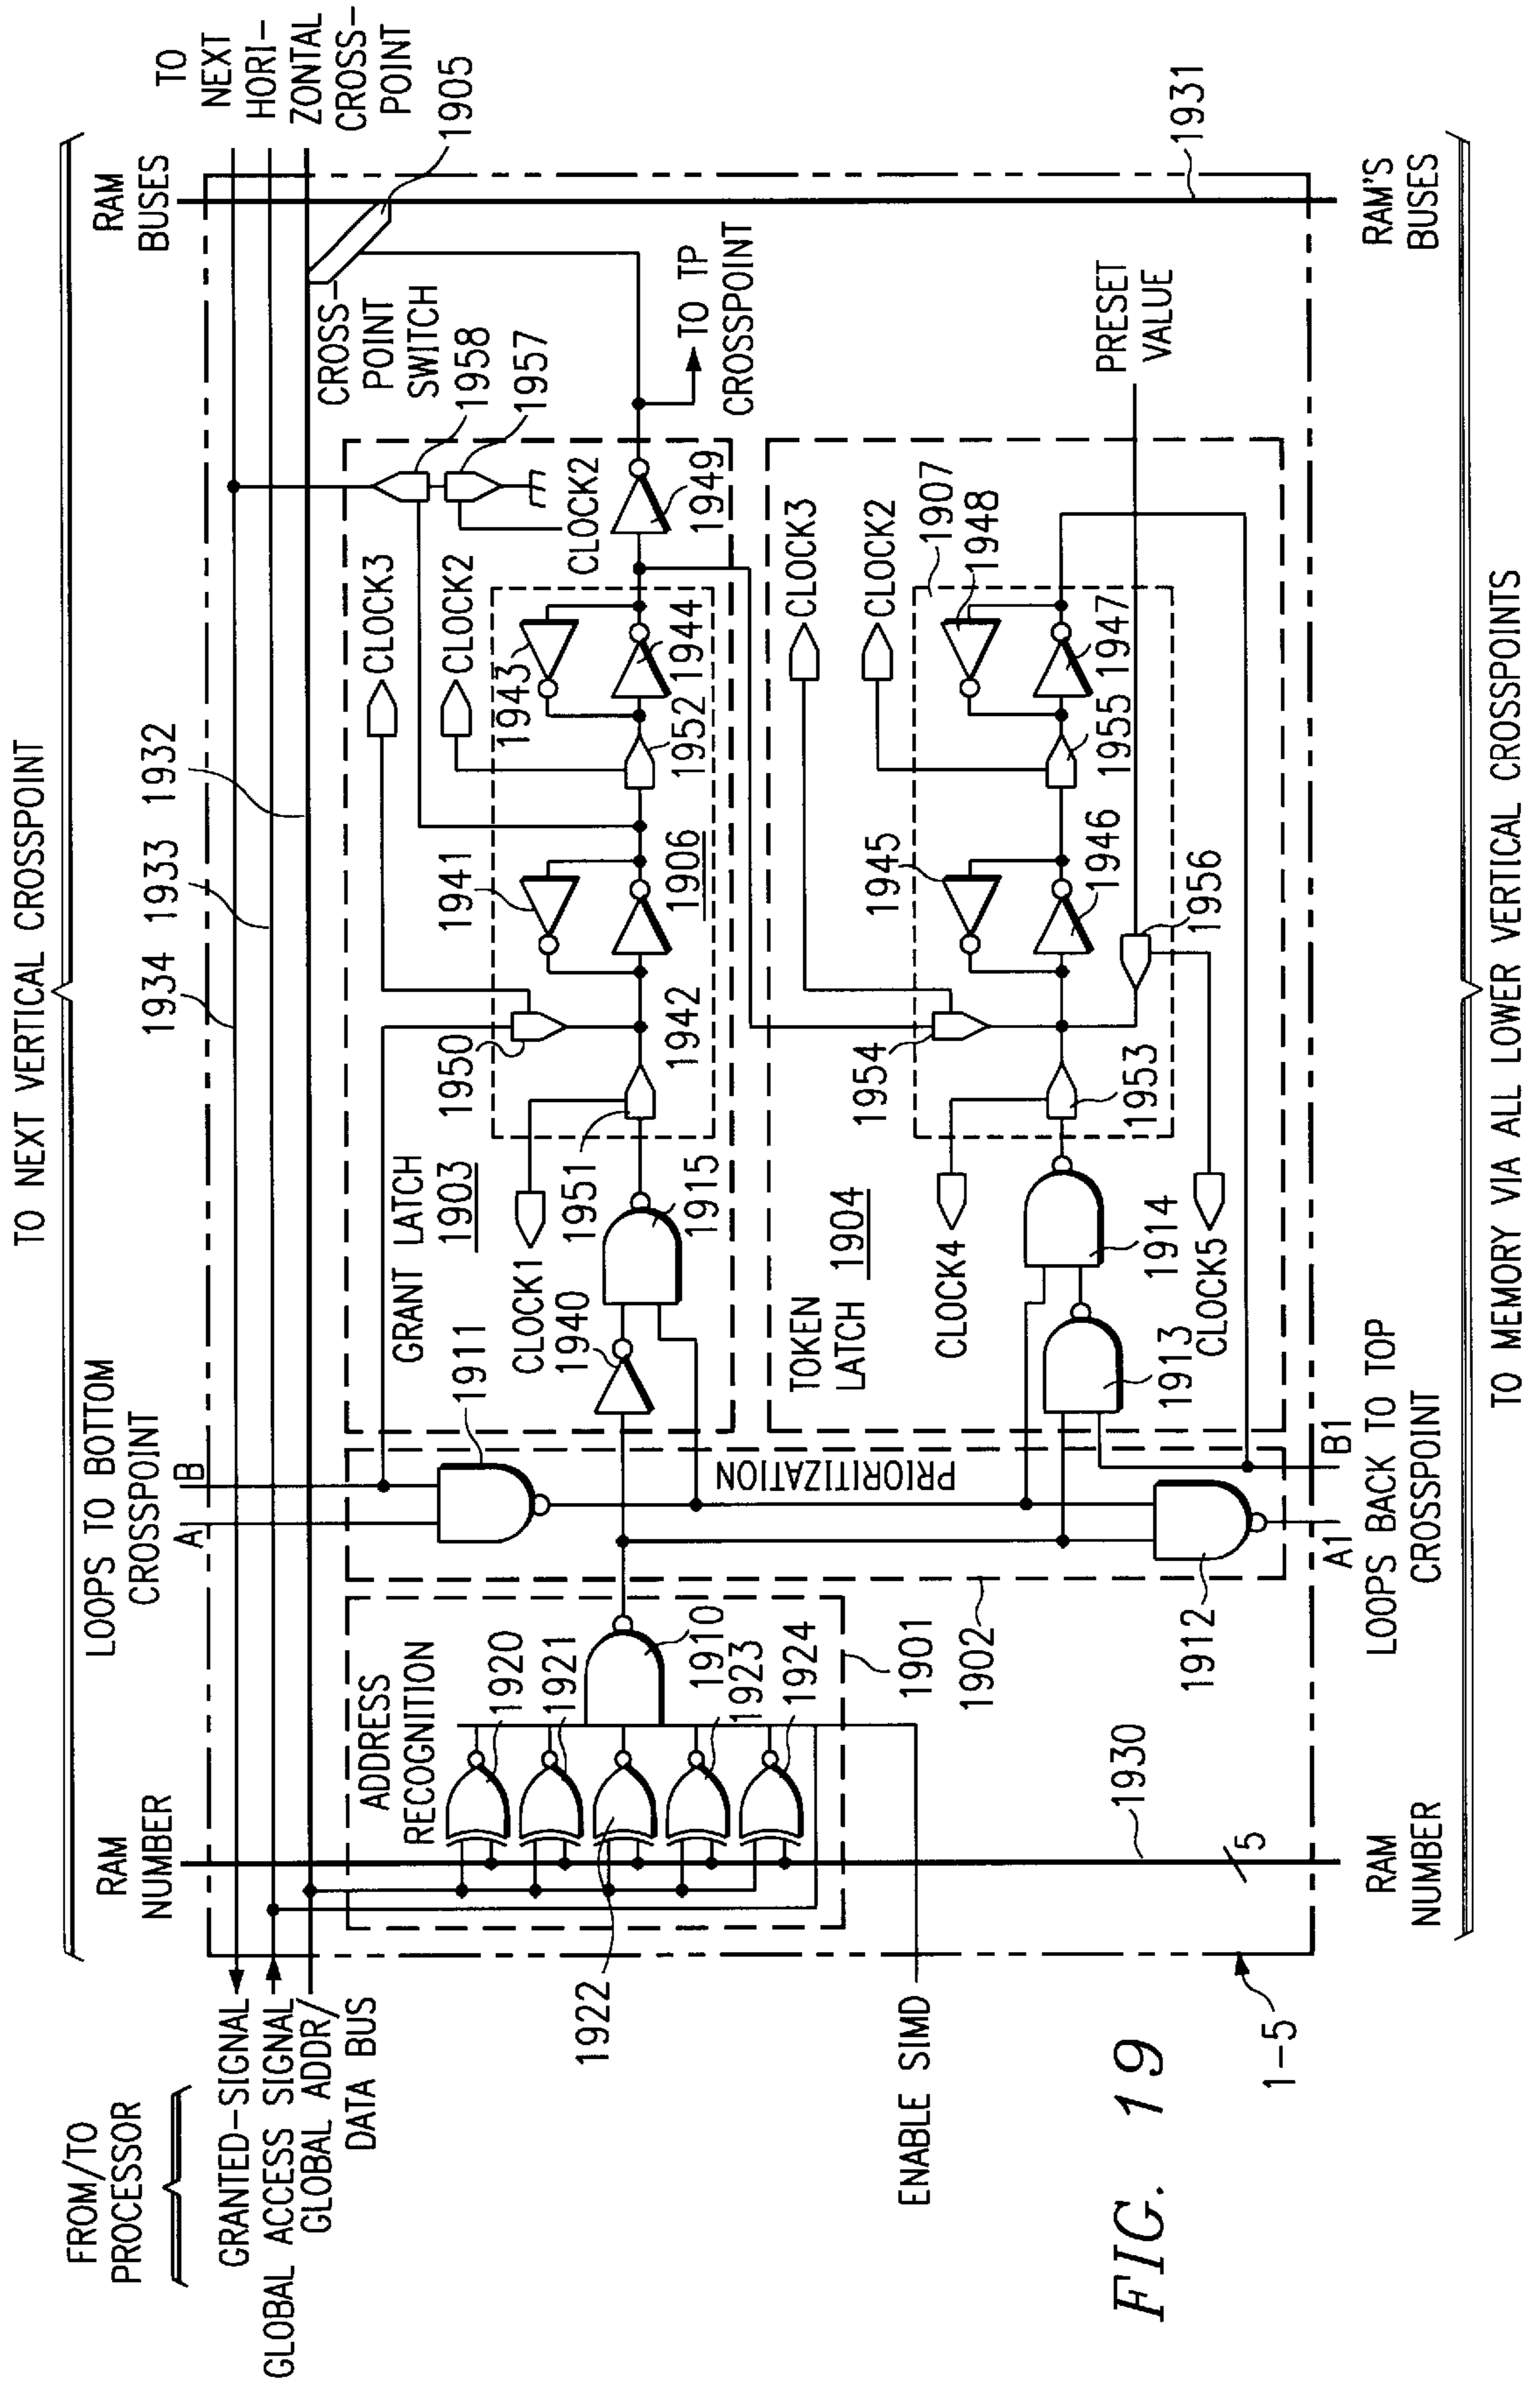 TO NEXT VERTICAL CROSSPOINT
FROM/TO
PROCESSOR
RAM
NUMBER
LOOPS TO BOTTOM
CROSSPOINT
A
B
1934
1933
1932
RAM
BUSES
TO
NEXT
HORI-
ZONTAL
CROSS-
POINT
1905
GRANTED-SIGNAL
GLOBAL ACCESS SIGNAL
GLOBAL ADDR/
DATA BUS
ADDRESS
RECOGNITION
1920
1921
1922
1910
1923
1924
1901
ENABLE SIMD
1930
5
1911
PRIORITIZATION
1902
1912
GRANT LATCH
1903
CLOCK1
1940
1915
1951
1950
1942
1941
1906
CLOCK3
CLOCK2
1943
1944
1952
CLOCK2
1949
1957
1958
CROSS-
POINT
SWITCH
TO TP
CROSSPOINT
TOKEN
LATCH
1904
CLOCK4
1913
1914
CLOCK5
1953
1954
1945
1946
1956
1955
1947
1948
1907
CLOCK3
CLOCK2
PRESET
VALUE
1931
RAM
NUMBER
A1
B1
LOOPS BACK TO TOP
CROSSPOINT
RAM'S
BUSES
TO MEMORY VIA ALL LOWER VERTICAL CROSSPOINTS
1-5
FIG. 19